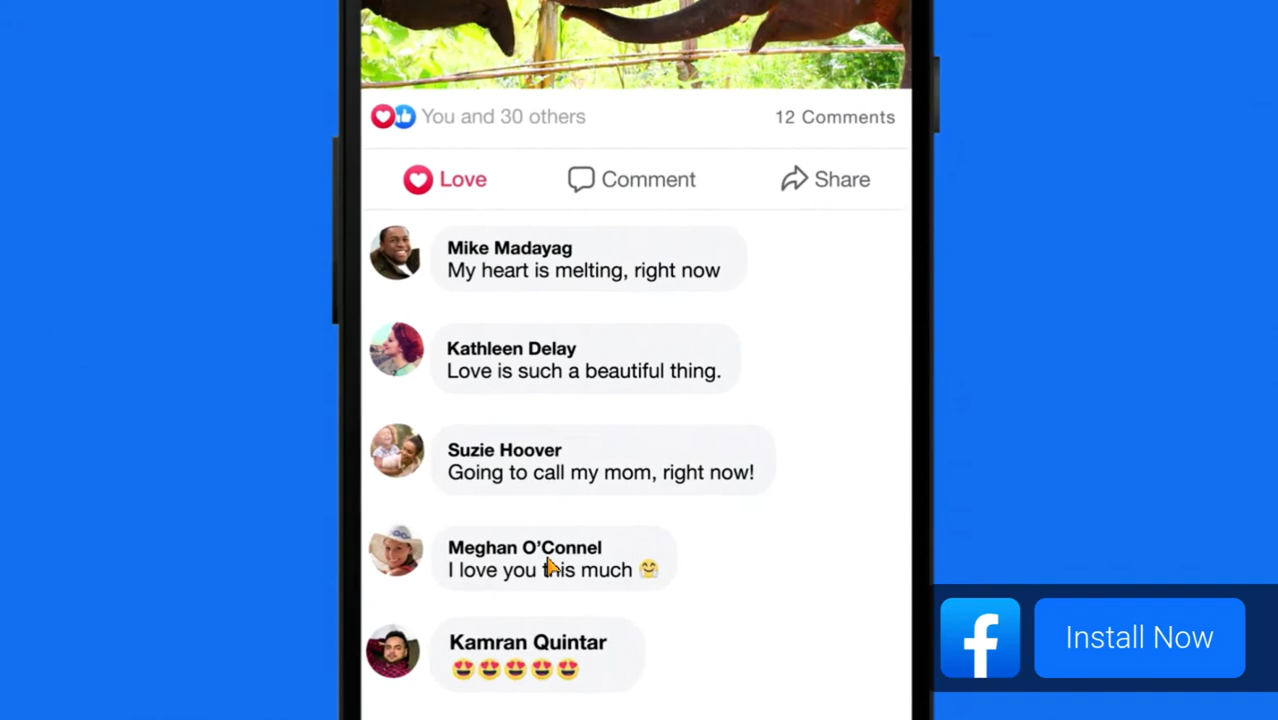 You and 30 others
12 Comments
Love
Comment
Share
Mike Madayag
My heart is melting, right now
Kathleen Delay
Love is such a beautiful thing.
Suzie Hoover
Going to call my mom, right now!
Meghan O’Connel
I love you this much 🤗
Kamran Quintar
😍😍😍😍😍
f
Install Now